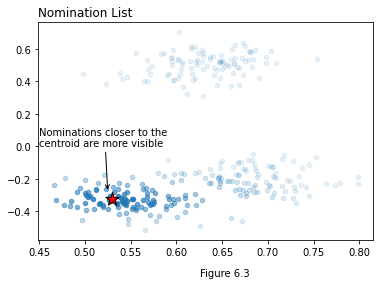 Nomination List
0.6
0.4
0.2
0.0
−0.2
−0.4
Nominations closer to the
centroid are more visible
0.45 0.50 0.55 0.60 0.65 0.70 0.75 0.80
Figure 6.3